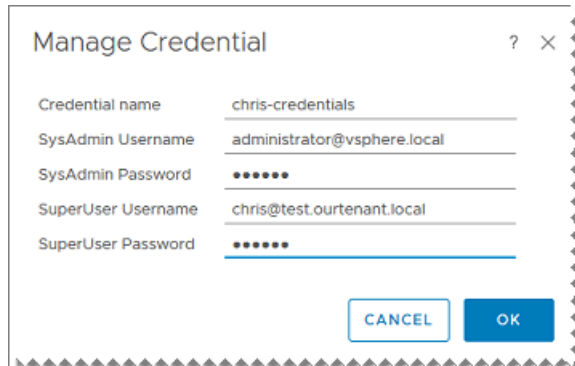 Manage Credential ? ×
Credential name chris-credentials
SysAdmin Username administrator@vsphere.local
SysAdmin Password ••••••
SuperUser Username chris@test.ourtenant.local
SuperUser Password ••••••
CANCEL OK